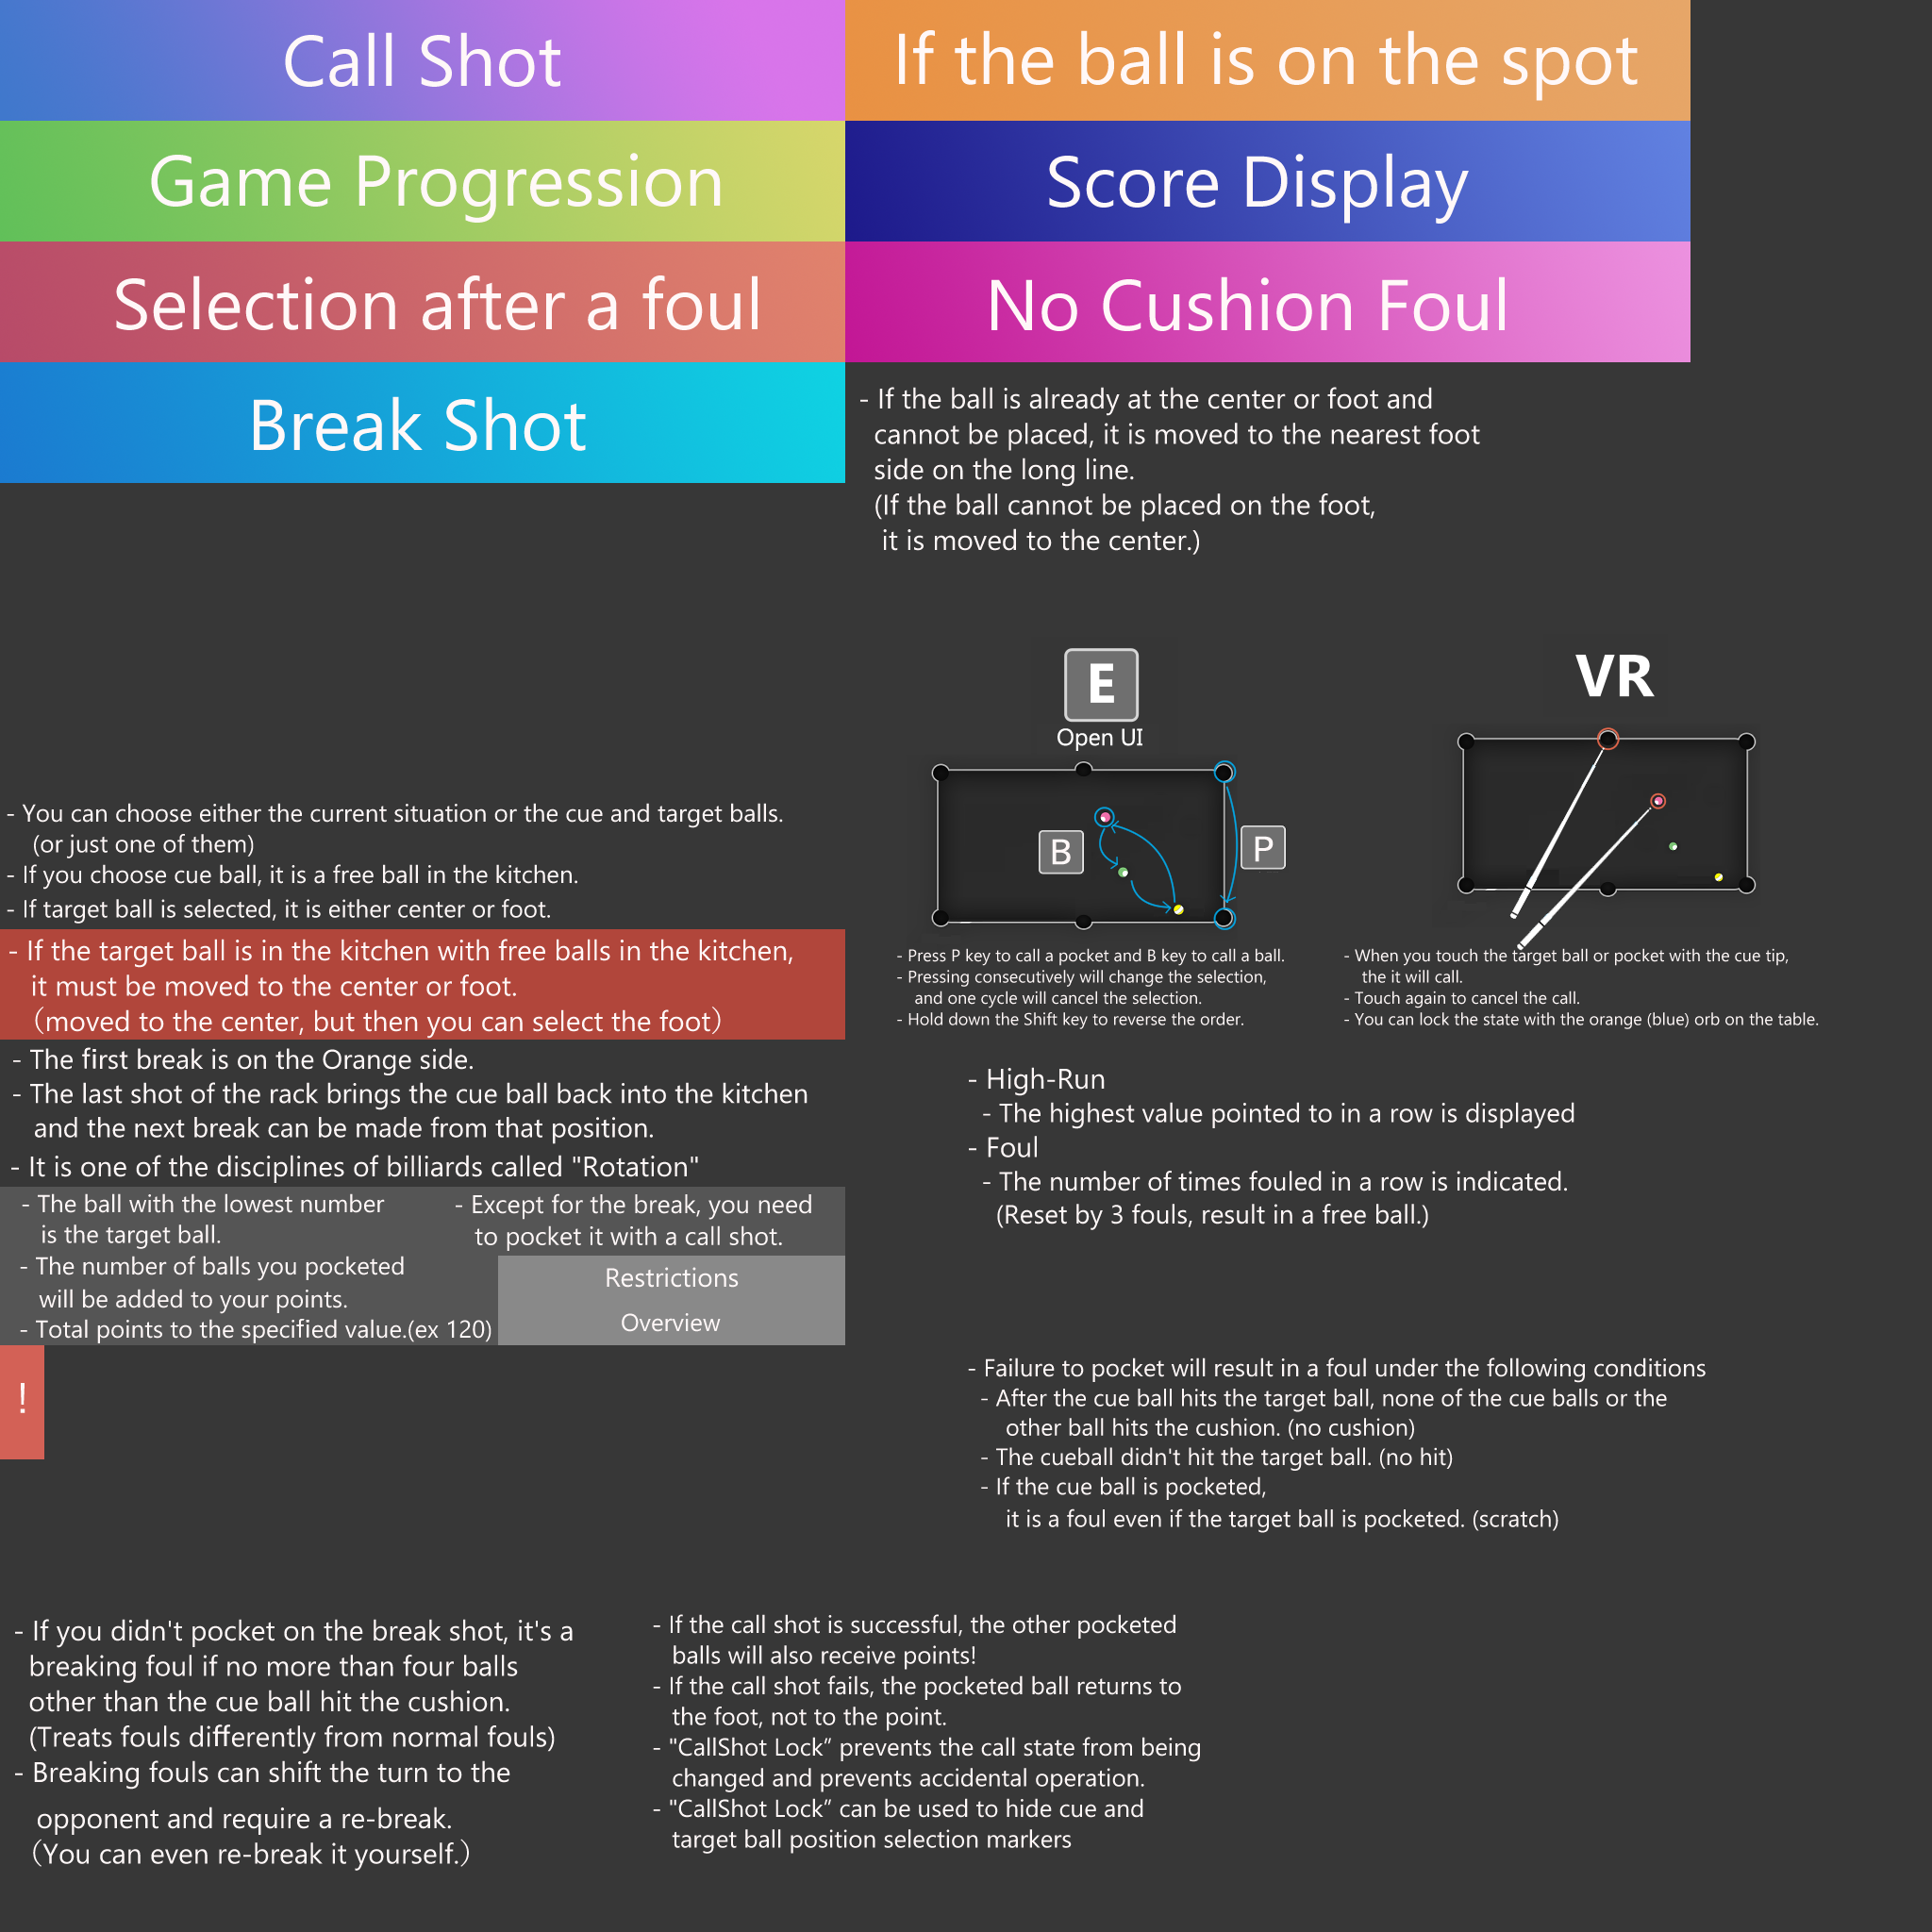 Call Shot
If the ball is on the spot
Game Progression
Score Display
Selection after a foul
No Cushion Foul
Break Shot
- If the ball is already at the center or foot and
cannot be placed, it is moved to the nearest foot
side on the long line.
(If the ball cannot be placed on the foot,
it is moved to the center.)
E
Open UI
B
P
VR
- Press P key to call a pocket and B key to call a ball.
- Pressing consecutively will change the selection,
and one cycle will cancel the selection.
- Hold down the Shift key to reverse the order.
- When you touch the target ball or pocket with the cue tip,
the it will call.
- Touch again to cancel the call.
- You can lock the state with the orange (blue) orb on the table.
- You can choose either the current situation or the cue and target balls.
(or just one of them)
- If you choose cue ball, it is a free ball in the kitchen.
- If target ball is selected, it is either center or foot.
- If the target ball is in the kitchen with free balls in the kitchen,
it must be moved to the center or foot.
（moved to the center, but then you can select the foot）
- The first break is on the Orange side.
- The last shot of the rack brings the cue ball back into the kitchen
and the next break can be made from that position.
- It is one of the disciplines of billiards called "Rotation"
- The ball with the lowest number
is the target ball.
- The number of balls you pocketed
will be added to your points.
- Total points to the specified value.(ex 120)
- Except for the break, you need
to pocket it with a call shot.
Restrictions
Overview
!
- High-Run
- The highest value pointed to in a row is displayed
- Foul
- The number of times fouled in a row is indicated.
(Reset by 3 fouls, result in a free ball.)
- Failure to pocket will result in a foul under the following conditions
- After the cue ball hits the target ball, none of the cue balls or the
other ball hits the cushion. (no cushion)
- The cueball didn't hit the target ball. (no hit)
- If the cue ball is pocketed,
it is a foul even if the target ball is pocketed. (scratch)
- If you didn't pocket on the break shot, it's a
breaking foul if no more than four balls
other than the cue ball hit the cushion.
(Treats fouls differently from normal fouls)
- Breaking fouls can shift the turn to the
opponent and require a re-break.
（You can even re-break it yourself.）
- If the call shot is successful, the other pocketed
balls will also receive points!
- If the call shot fails, the pocketed ball returns to
the foot, not to the point.
- "CallShot Lock” prevents the call state from being
changed and prevents accidental operation.
- "CallShot Lock” can be used to hide cue and
target ball position selection markers